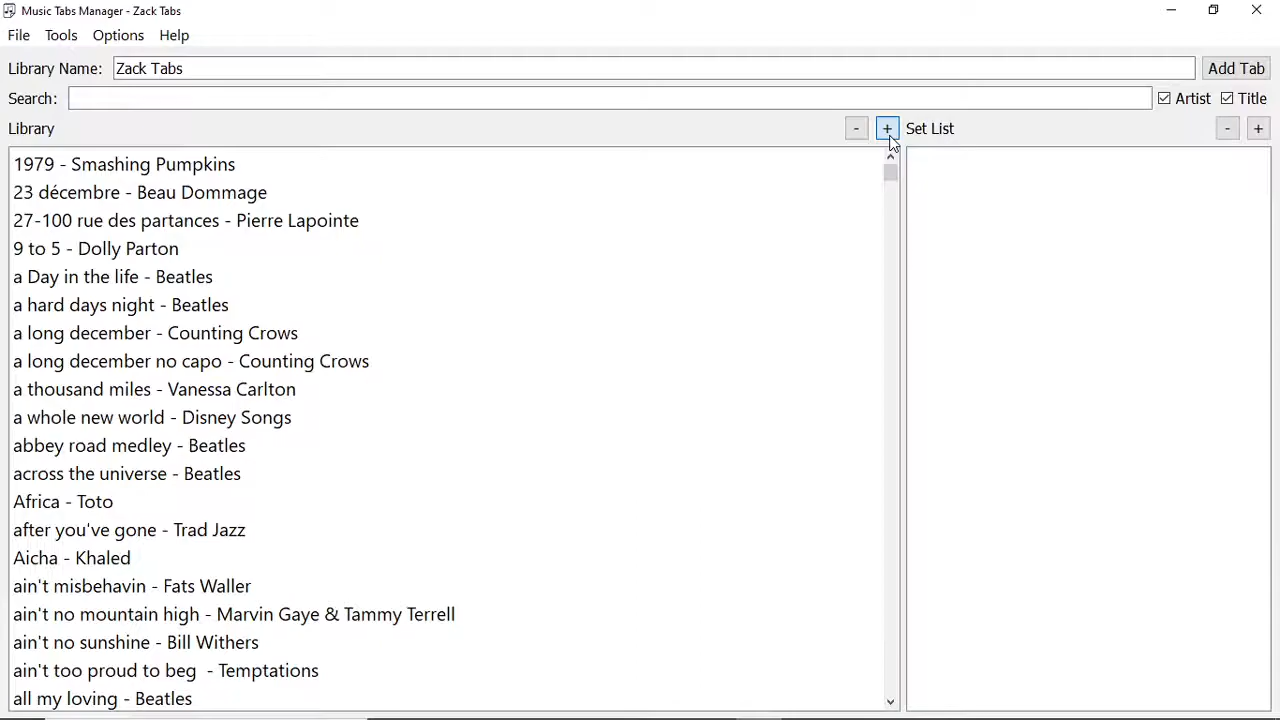 Music Tabs Manager - Zack Tabs
File Tools Options Help
Library Name: Zack Tabs Add Tab
Search: Artist Title
Library - + Set List - +
1979 - Smashing Pumpkins
23 décembre - Beau Dommage
27-100 rue des partances - Pierre Lapointe
9 to 5 - Dolly Parton
a Day in the life - Beatles
a hard days night - Beatles
a long december - Counting Crows
a long december no capo - Counting Crows
a thousand miles - Vanessa Carlton
a whole new world - Disney Songs
abbey road medley - Beatles
across the universe - Beatles
Africa - Toto
after you've gone - Trad Jazz
Aicha - Khaled
ain't misbehavin - Fats Waller
ain't no mountain high - Marvin Gaye & Tammy Terrell
ain't no sunshine - Bill Withers
ain't too proud to beg  - Temptations
all my loving - Beatles